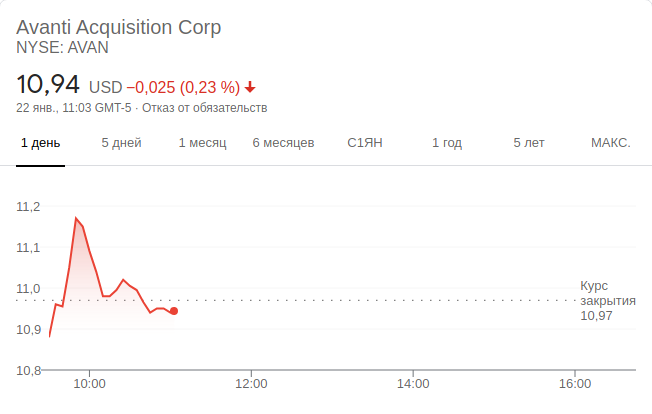 Avanti Acquisition Corp
NYSE: AVAN
10,94 USD −0,025 (0,23 %)
22 янв., 11:03 GMT-5 · Отказ от обязательств
1 день 5 дней 1 месяц 6 месяцев С1ЯН 1 год 5 лет МАКС.
11,2
11,1
11,0
10,9
10,8
Курс
закрытия
10,97
10:00 12:00 14:00 16:00